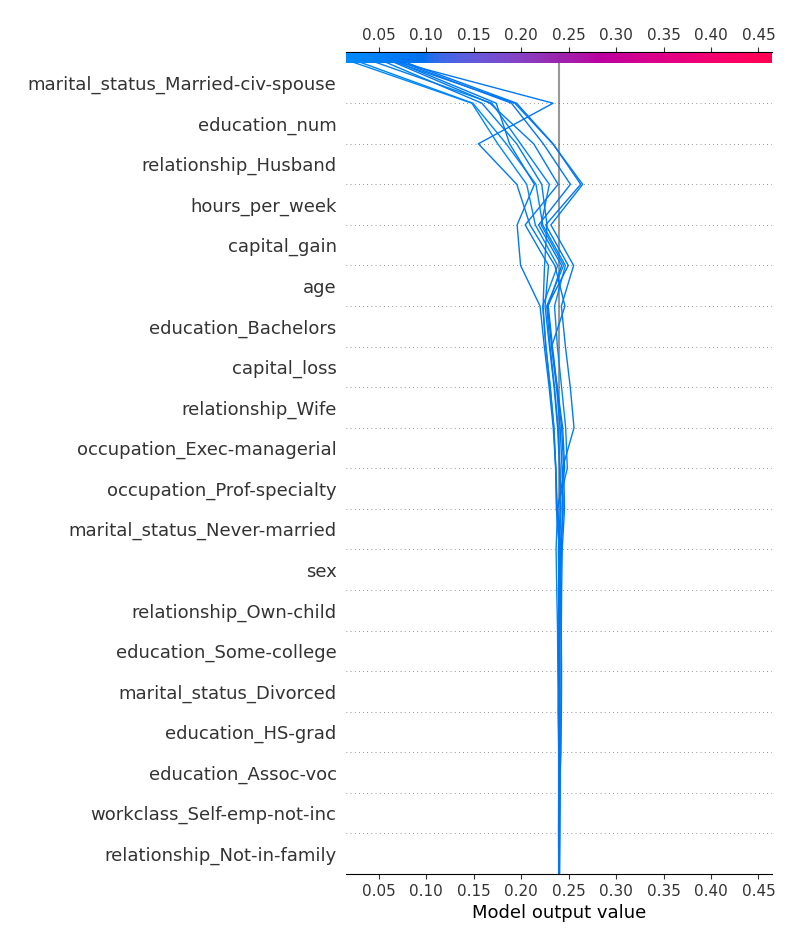 0.05 0.10 0.15 0.20 0.25 0.30 0.35 0.40 0.45
marital_status_Married-civ-spouse
education_num
relationship_Husband
hours_per_week
capital_gain
age
education_Bachelors
capital_loss
relationship_Wife
occupation_Exec-managerial
occupation_Prof-specialty
marital_status_Never-married
sex
relationship_Own-child
education_Some-college
marital_status_Divorced
education_HS-grad
education_Assoc-voc
workclass_Self-emp-not-inc
relationship_Not-in-family
0.05 0.10 0.15 0.20 0.25 0.30 0.35 0.40 0.45
Model output value